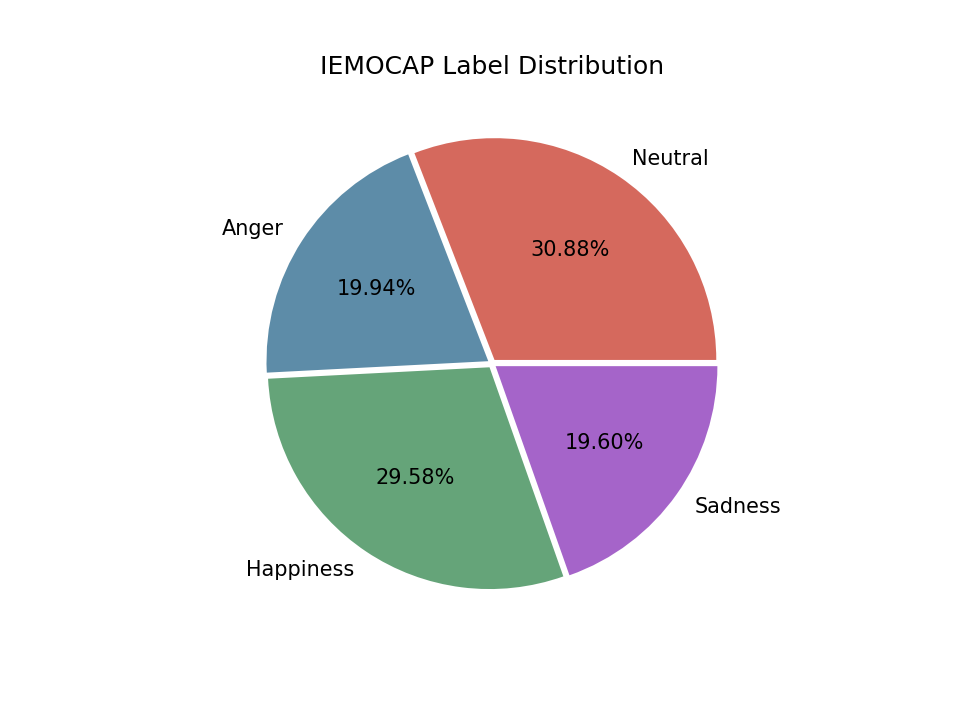 IEMOCAP Label Distribution
Neutral
30.88%
Anger
19.94%
Happiness
29.58%
Sadness
19.60%